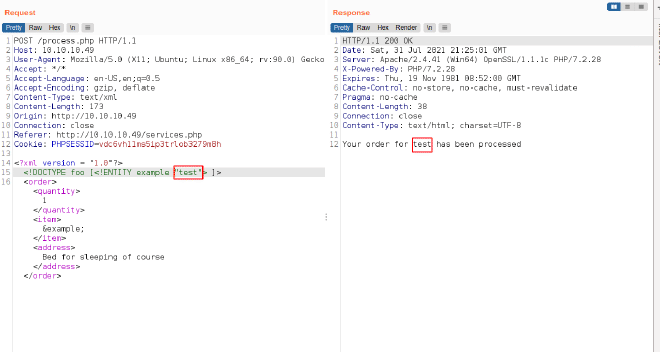 Request
Pretty Raw Hex \n
1 POST /process.php HTTP/1.1
2 Host: 10.10.10.49
3 User-Agent: Mozilla/5.0 (X11; Ubuntu; Linux x86_64; rv:90.0) Gecko
4 Accept: */*
5 Accept-Language: en-US,en;q=0.5
6 Accept-Encoding: gzip, deflate
7 Content-Type: text/xml
8 Content-Length: 173
9 Origin: http://10.10.10.49
10 Connection: close
11 Referer: http://10.10.10.49/services.php
12 Cookie: PHPSESSID=vdc6vh11ms5ip3trlob3279m8h
13
14 <?xml version = "1.0"?>
15 <!DOCTYPE foo [<!ENTITY example "test"> ]>
16 <order>
<quantity>
1
</quantity>
<item>
&example;
</item>
<address>
Bed for sleeping of course
</address>
</order>
Response
Pretty Raw Hex Render \n
1 HTTP/1.1 200 OK
2 Date: Sat, 31 Jul 2021 21:25:01 GMT
3 Server: Apache/2.4.41 (Win64) OpenSSL/1.1.1c PHP/7.2.28
4 X-Powered-By: PHP/7.2.28
5 Expires: Thu, 19 Nov 1981 08:52:00 GMT
6 Cache-Control: no-store, no-cache, must-revalidate
7 Pragma: no-cache
8 Content-Length: 38
9 Connection: close
10 Content-Type: text/html; charset=UTF-8
11
12 Your order for test has been processed